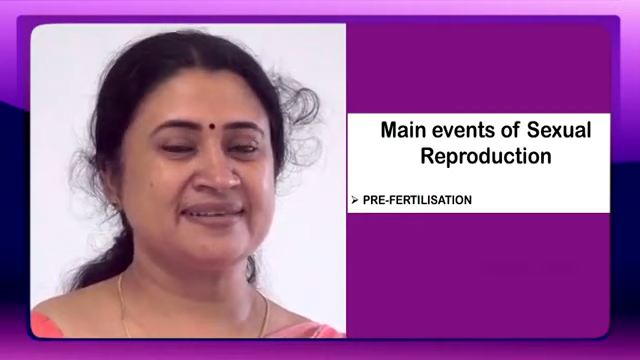 Main events of Sexual
Reproduction
➢ PRE-FERTILISATION